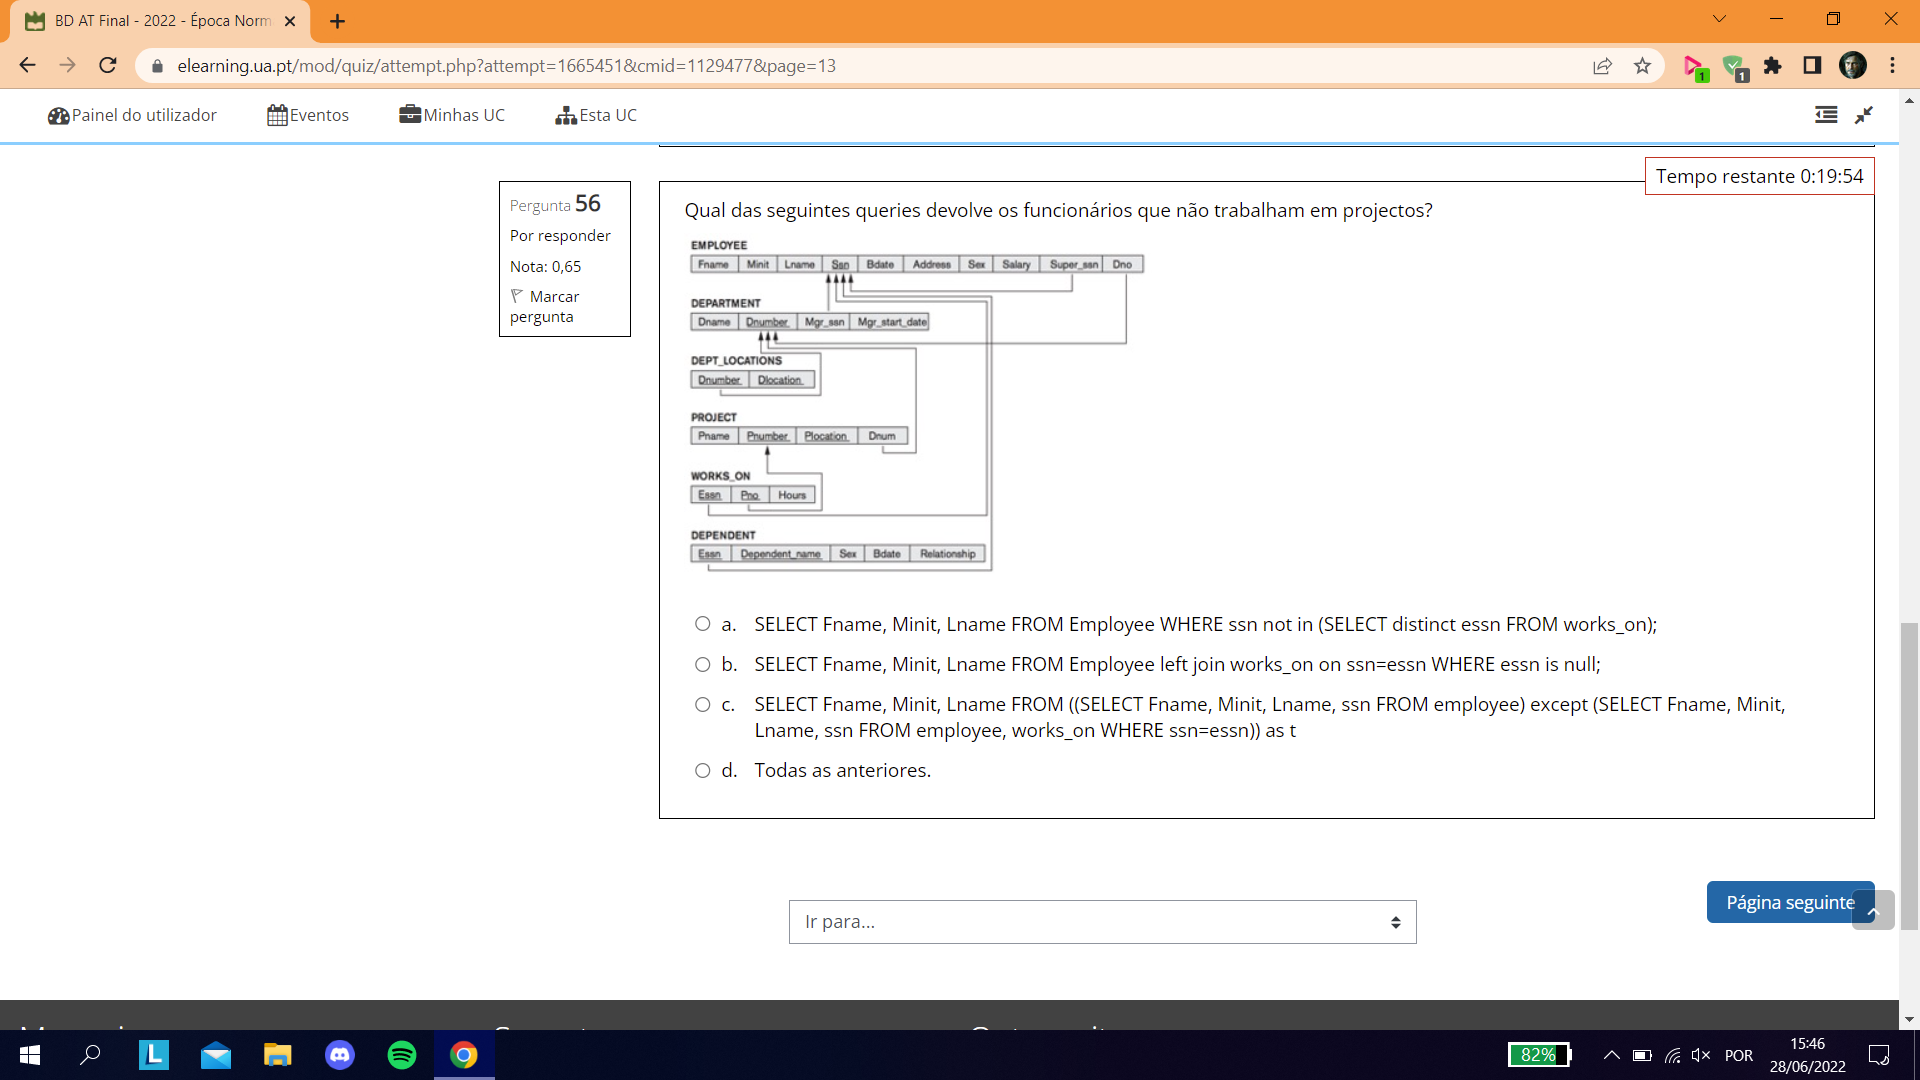 BD AT Final - 2022 - Época Norm
elearning.ua.pt/mod/quiz/attempt.php?attempt=1665451&cmid=1129477&page=13
1
1
Painel do utilizador
Eventos
Minhas UC
Esta UC
Tempo restante 0:19:54
Pergunta 56
Por responder
Nota: 0,65
Marcar
pergunta
Qual das seguintes queries devolve os funcionários que não trabalham em projectos?
EMPLOYEE
Fname Minit Lname Ssn Bdate Address Sex Salary Super_ssn Dno
DEPARTMENT
Dname Dnumber Mgr_ssn Mgr_start_date
DEPT_LOCATIONS
Dnumber Dlocation
PROJECT
Pname Pnumber Plocation Dnum
WORKS_ON
Essn Pno Hours
DEPENDENT
Essn Dependent_name Sex Bdate Relationship
a. SELECT Fname, Minit, Lname FROM Employee WHERE ssn not in (SELECT distinct essn FROM works_on);
b. SELECT Fname, Minit, Lname FROM Employee left join works_on on ssn=essn WHERE essn is null;
c. SELECT Fname, Minit, Lname FROM ((SELECT Fname, Minit, Lname, ssn FROM employee) except (SELECT Fname, Minit,
Lname, ssn FROM employee, works_on WHERE ssn=essn)) as t
d. Todas as anteriores.
Página seguinte
Ir para...
L
82%
POR
15:46
28/06/2022